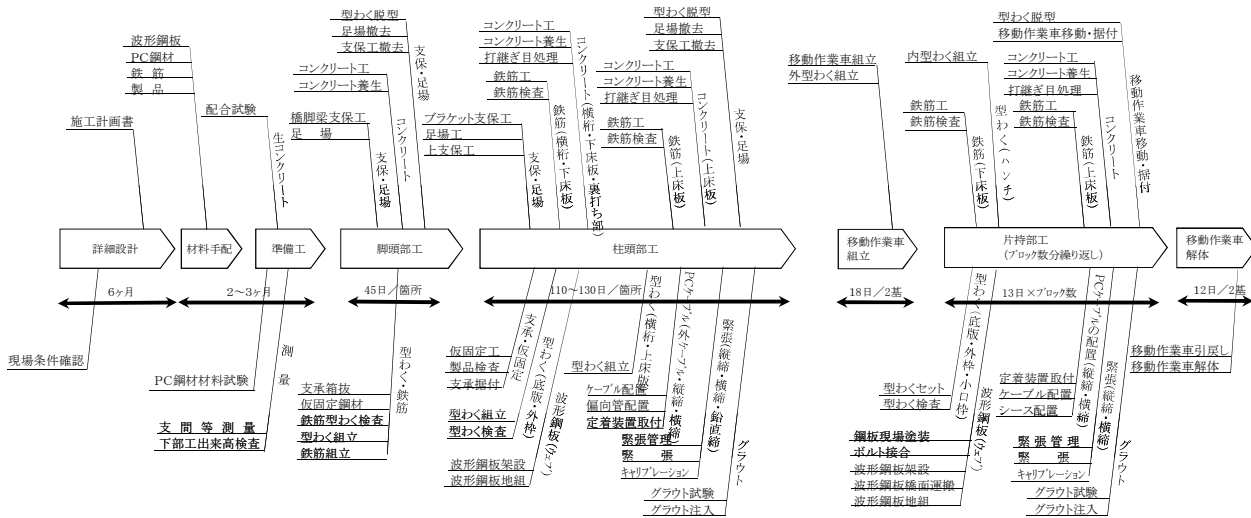 施工計画書
詳細設計
6ヶ月
現場条件確認
波形鋼板
PC鋼材
鉄 筋
製 品
材料手配
2～3ヶ月
配合試験
生コンクリート
準備工
PC鋼材材料試験
測 量
支 間 等 測 量
下部工出来高検査
型わく脱型
足場撤去
支保工撤去
支保・足場
コンクリート工
コンクリート養生
コンクリート
橋脚梁支保工
足 場
支保・足場
脚頭部工
45日／箇所
型わく・鉄筋
支承箱抜
仮固定鋼材
鉄筋型わく検査
型わく組立
鉄筋組立
コンクリート工
コンクリート養生
打継ぎ目処理
コンクリート(横桁・下床板・裏打ち部)
鉄筋工
鉄筋検査
鉄筋(横桁・下床板)
ブラケット支保工
足場工
上支保工
支保・足場
型わく脱型
足場撤去
支保工撤去
支保・足場
コンクリート工
コンクリート養生
打継ぎ目処理
コンクリート(上床板)
鉄筋工
鉄筋検査
鉄筋(上床板)
柱頭部工
110～130日／箇所
支承・仮固定
仮固定工
製品検査
支承据付
型わく(底版・外枠)
型わく組立
型わく検査
波形鋼板(ウェブ)
波形鋼板架設
波形鋼板地組
型わく(横桁・上床版)
型わく組立
PCケーブル(外ケーブル・縦締・横締)
ケーブル配置
偏向管配置
定着装置取付
緊張(縦締・横締・鉛直締)
緊張管理
緊 張
キャリブレーション
グラウト
グラウト試験
グラウト注入
移動作業車組立
外型わく組立
移動作業車
組立
18日／2基
内型わく組立
型わく(ハンチ)
鉄筋工
鉄筋検査
鉄筋(下床板)
型わく脱型
移動作業車移動・据付
移動作業車移動・据付
コンクリート工
コンクリート養生
打継ぎ目処理
コンクリート
鉄筋工
鉄筋検査
鉄筋(上床板)
片持部工
(ブロック数分繰り返し)
13日×ブロック数
型わく(底版・外枠・小口枠)
型わくセット
型わく検査
波形鋼板(ウェブ)
鋼板現場塗装
ボルト接合
波形鋼板架設
波形鋼板橋面運搬
波形鋼板地組
PCケーブルの配置(縦締・横締)
定着装置取付
ケーブル配置
シース配置
緊張(縦締・横締)
緊 張 管 理
緊 張
キャリブレーション
グラウト
グラウト試験
グラウト注入
移動作業車
解体
12日／2基
移動作業車引戻し
移動作業車解体